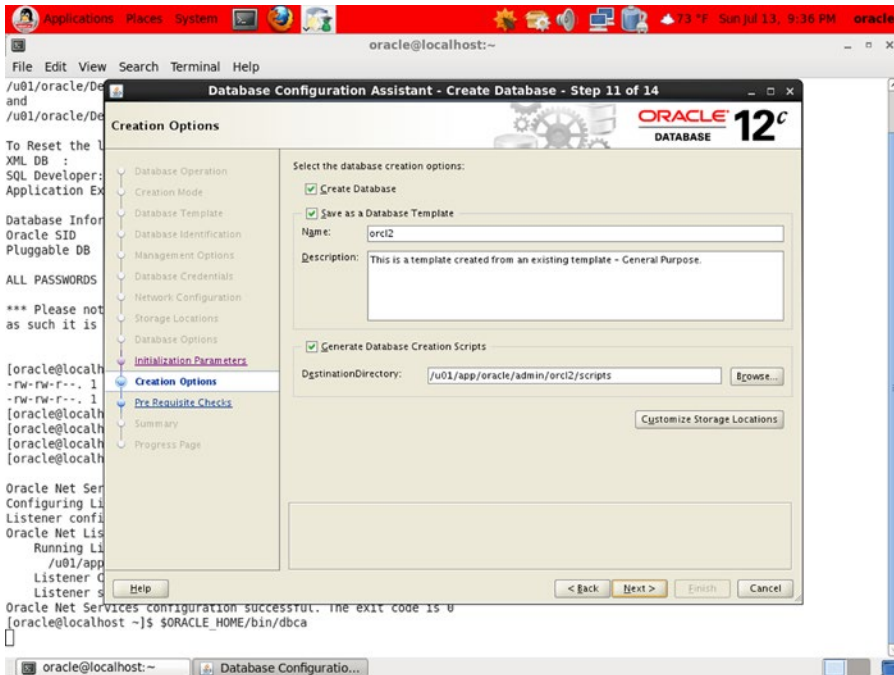 Applications Places System 73 °F Sun Jul 13, 9:36 PM oracle
oracle@localhost:~
File Edit View Search Terminal Help
/u01/oracle/De
and
/u01/oracle/De
To Reset the l
XML DB :
SQL Developer:
Application Ex
Database Infor
Oracle SID
Pluggable DB
ALL PASSWORDS
*** Please not
as such it is
[oracle@localh
-rw-rw-r--. 1
-rw-rw-r--. 1
[oracle@localh
[oracle@localh
[oracle@localh
[oracle@localh
Oracle Net Ser
Configuring Li
Listener confi
Oracle Net Lis
Running Li
/u01/app
Listener C
Listener s
Oracle Net Services configuration successful. The exit code is 0
[oracle@localhost ~]$ $ORACLE_HOME/bin/dbca
Database Configuration Assistant - Create Database - Step 11 of 14
Creation Options
ORACLE
DATABASE
12c
Database Operation
Creation Mode
Database Template
Database Identification
Management Options
Database Credentials
Network Configuration
Storage Locations
Database Options
Initialization Parameters
Creation Options
Pre Requisite Checks
Summary
Progress Page
Select the database creation options:
Create Database
Save as a Database Template
Name: orcl2
Description: This is a template created from an existing template - General Purpose.
Generate Database Creation Scripts
DestinationDirectory: /u01/app/oracle/admin/orcl2/scripts Browse...
Customize Storage Locations
Help < Back Next > Finish Cancel
oracle@localhost:~ Database Configuratio...